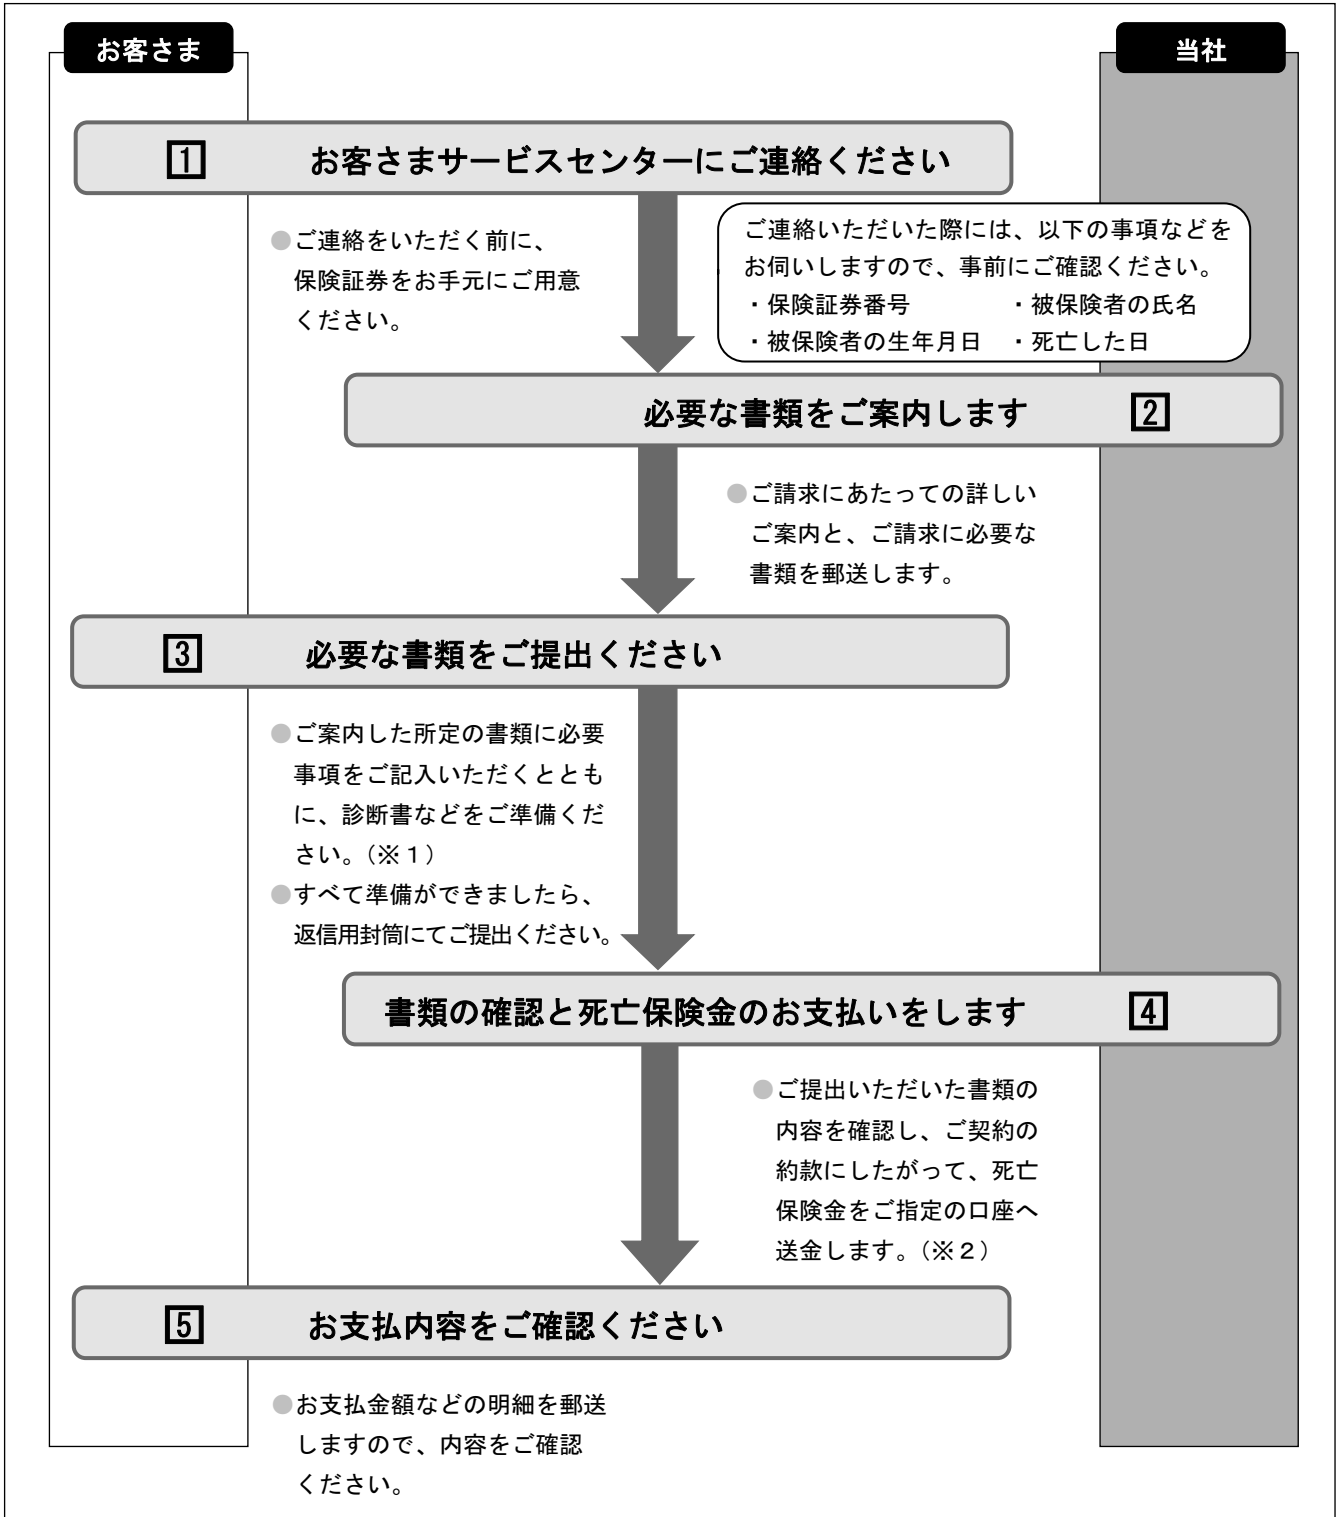 お客さま
当社
1 お客さまサービスセンターにご連絡ください
●ご連絡をいただく前に、
保険証券をお手元にご用意
ください。
ご連絡いただいた際には、以下の事項などを
お伺いしますので、事前にご確認ください。
・保険証券番号 ・被保険者の氏名
・被保険者の生年月日 ・死亡した日
必要な書類をご案内します 2
●ご請求にあたっての詳しい
ご案内と、ご請求に必要な
書類を郵送します。
3 必要な書類をご提出ください
●ご案内した所定の書類に必要
事項をご記入いただくととも
に、診断書などをご準備くだ
さい。（※１）
●すべて準備ができましたら、
返信用封筒にてご提出ください。
書類の確認と死亡保険金のお支払いをします 4
●ご提出いただいた書類の
内容を確認し、ご契約の
約款にしたがって、死亡
保険金をご指定の口座へ
送金します。（※２）
5 お支払内容をご確認ください
●お支払金額などの明細を郵送
しますので、内容をご確認
ください。